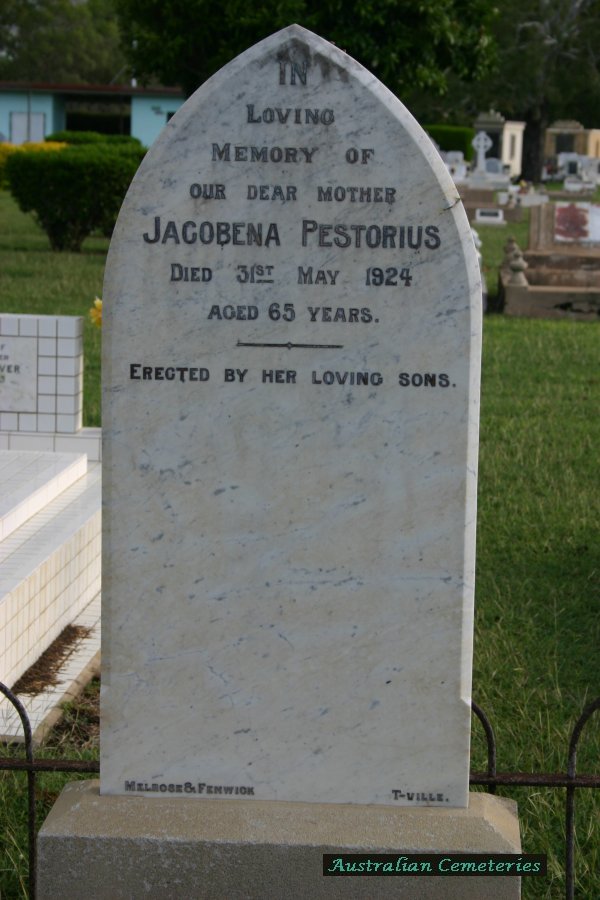 IN
LOVING
MEMORY OF
OUR DEAR MOTHER
JACOBENA PESTORIUS
DIED 31ST MAY 1924
AGED 65 YEARS.
ERECTED BY HER LOVING SONS.
MELROSE & FENWICK T-VILLE.
Australian Cemeteries